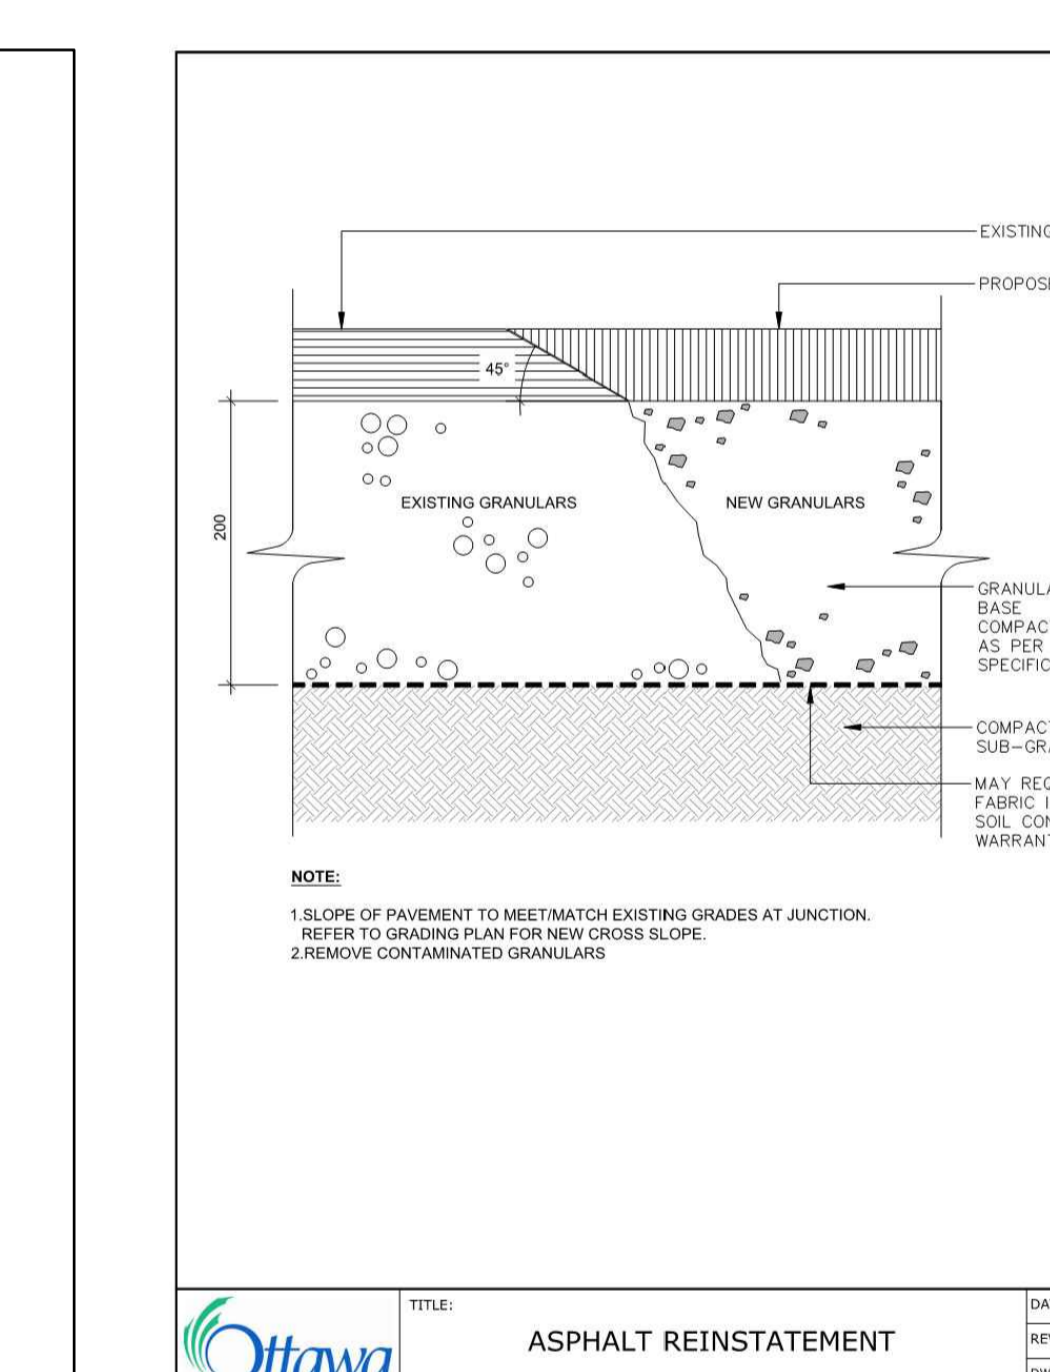 EXISTING
PROPOS
45°
200
EXISTING GRANULARS
NEW GRANULARS
GRANUL
BASE
COMPAC
AS PER
SPECIFIC
COMPAC
SUB-GR
MAY REQ
FABRIC I
SOIL CON
WARRAN
NOTE:
1.SLOPE OF PAVEMENT TO MEET/MATCH EXISTING GRADES AT JUNCTION.
REFER TO GRADING PLAN FOR NEW CROSS SLOPE.
2.REMOVE CONTAMINATED GRANULARS
Ottawa
TITLE:
ASPHALT REINSTATEMENT
DA
RE